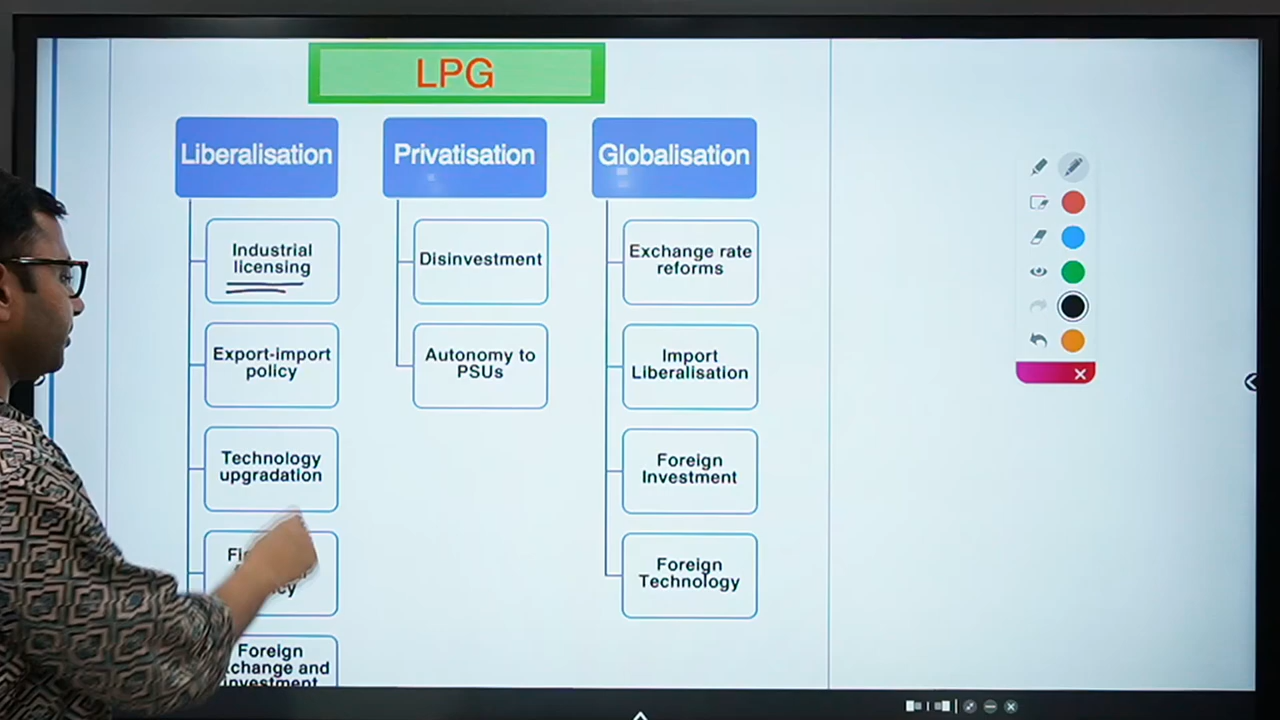 LPG
Liberalisation
Industrial
licensing
Export-import
policy
Technology
upgradation
Foreign
and
Privatisation
Disinvestment
Autonomy to
PSUs
Globalisation
Exchange rate
reforms
Import
Liberalisation
Foreign
Investment
Foreign
Technology